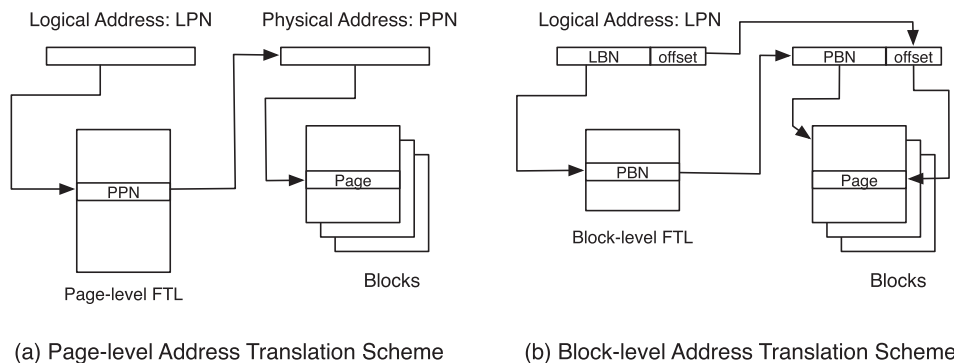 Logical Address: LPN
Physical Address: PPN
PPN
Page
Page-level FTL
Blocks
(a) Page-level Address Translation Scheme
Logical Address: LPN
LBN offset
PBN offset
PBN
Page
Block-level FTL
Blocks
(b) Block-level Address Translation Scheme